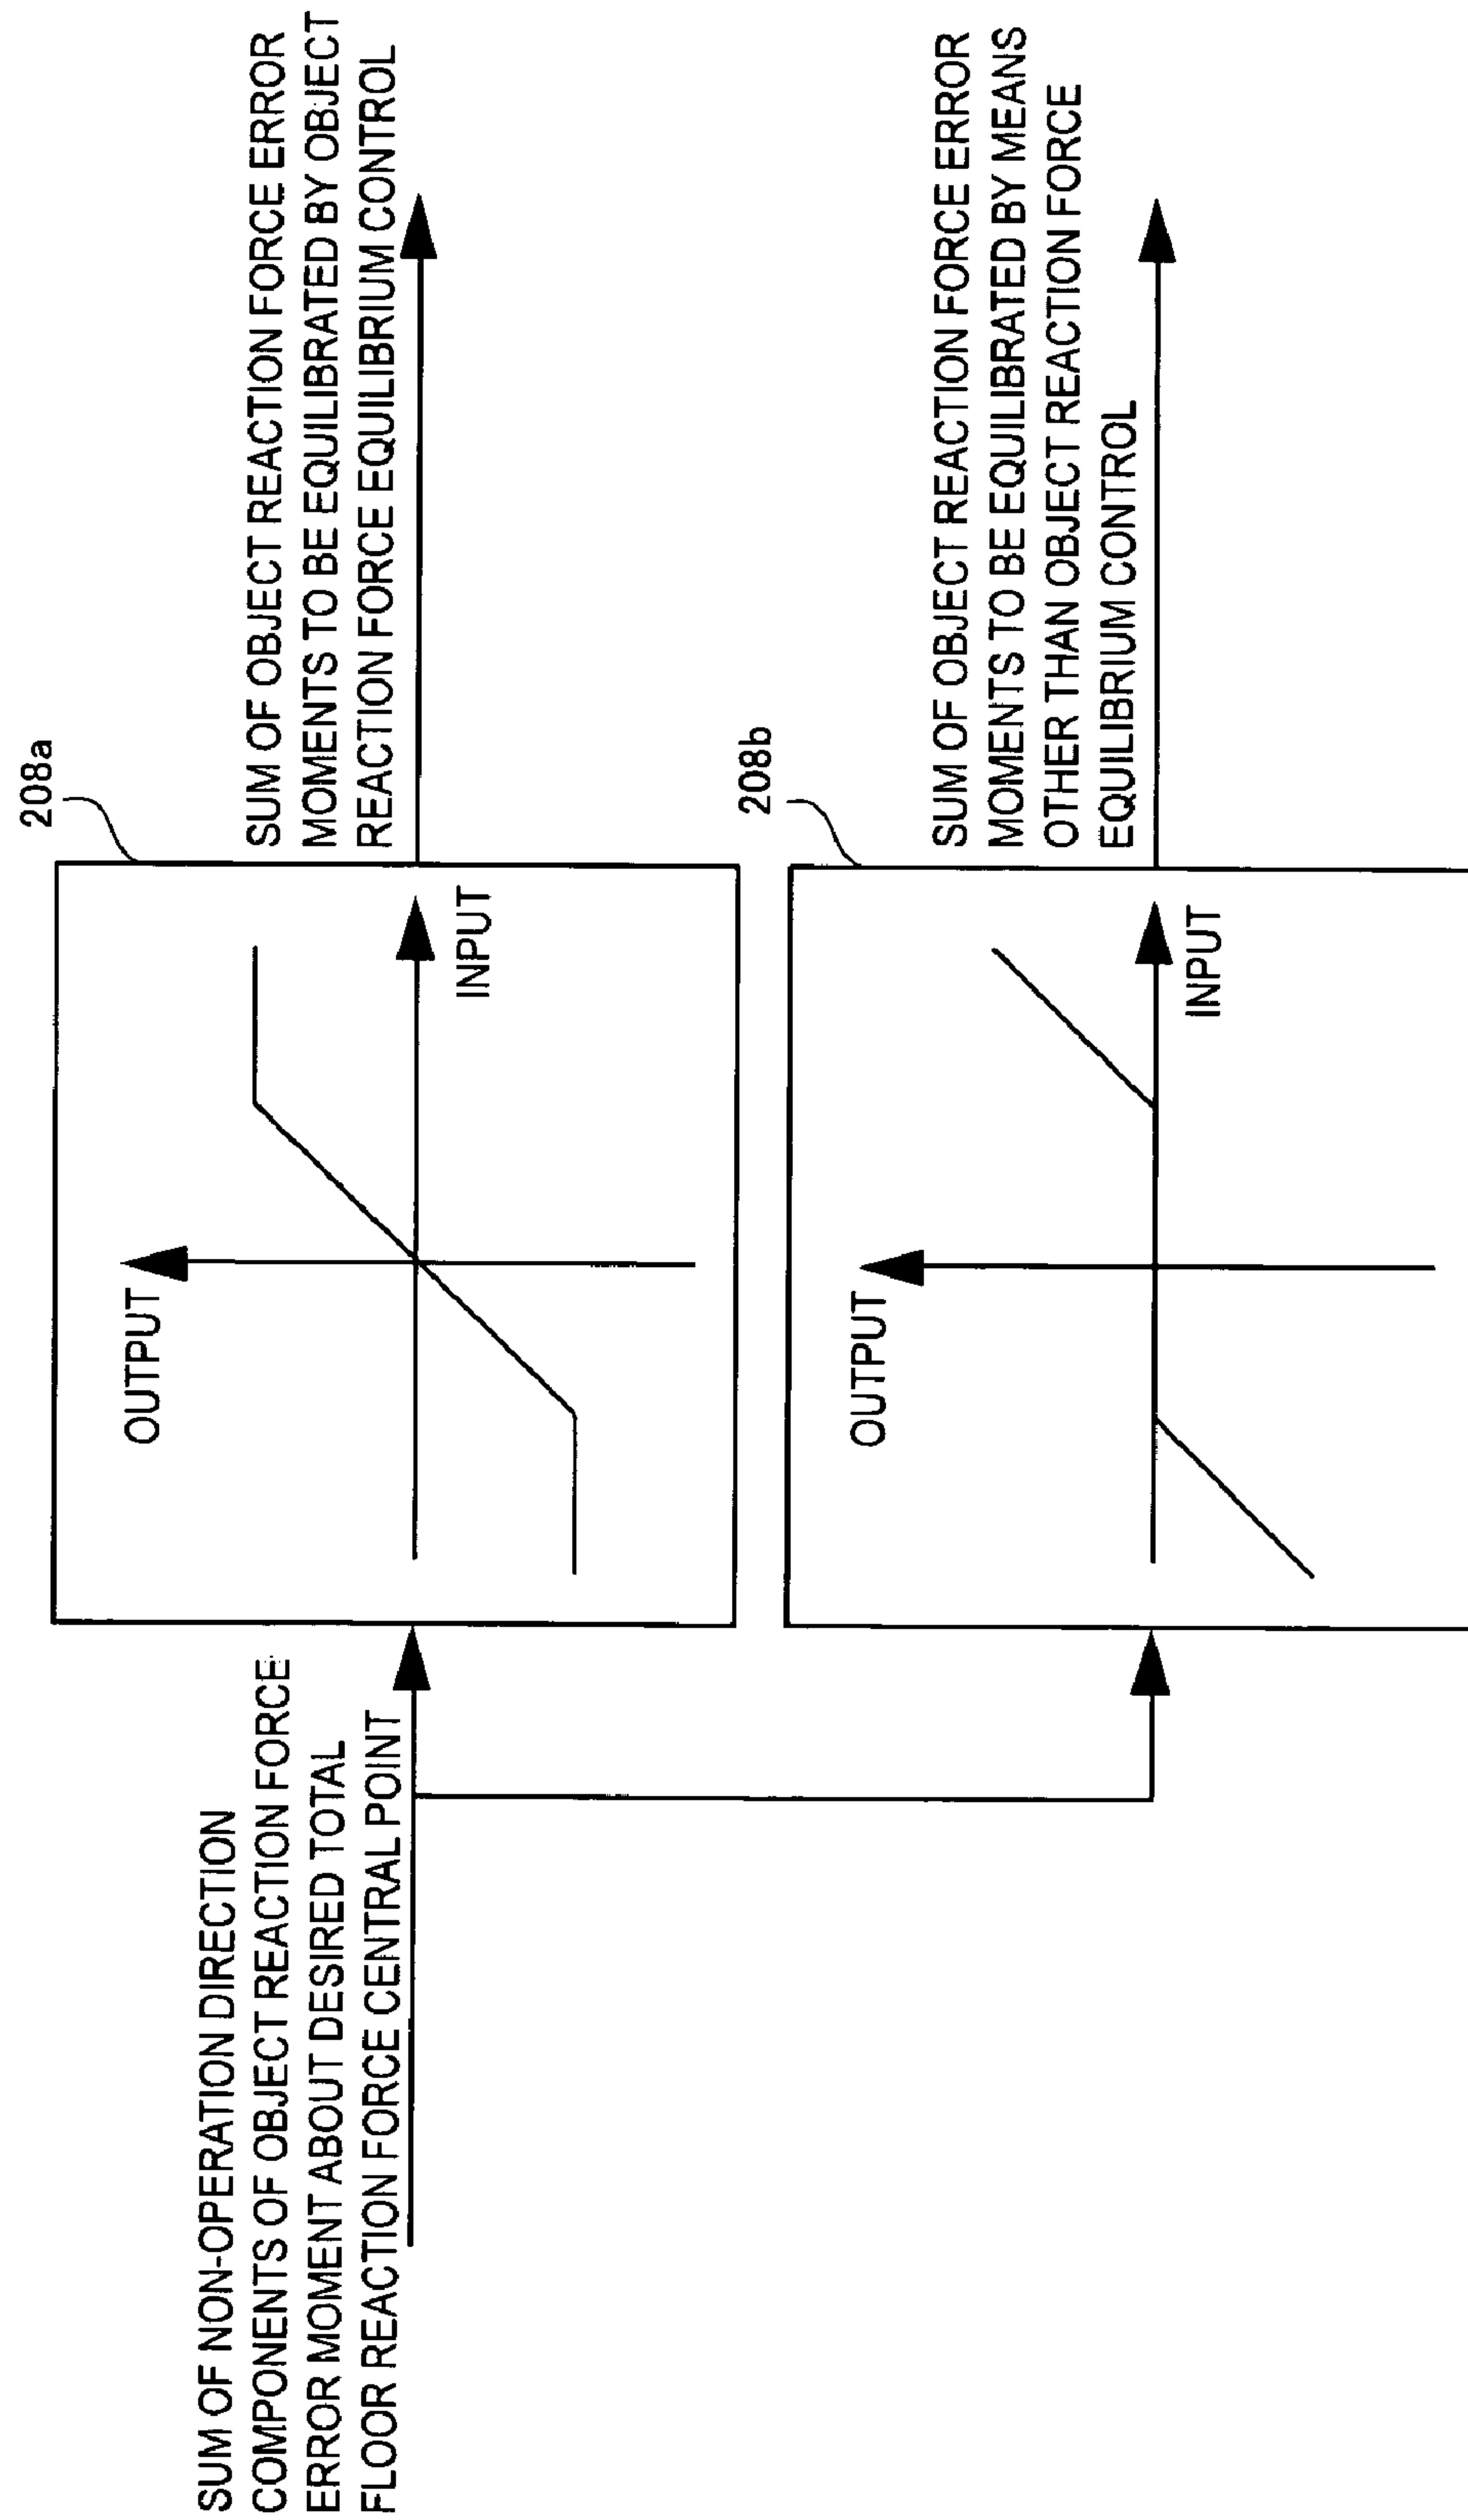 SUM OF NON-OPERATION DIRECTION
COMPONENTS OF OBJECT REACTION FORCE
ERROR MOMENT ABOUT DESIRED TOTAL
FLOOR REACTION FORCE CENTRAL POINT
208a
OUTPUT
INPUT
SUM OF OBJECT REACTION FORCE ERROR
MOMENTS TO BE EQUILIBRATED BY OBJECT
REACTION FORCE EQUILIBRIUM CONTROL
208b
OUTPUT
INPUT
SUM OF OBJECT REACTION FORCE ERROR
MOMENTS TO BE EQUILIBRATED BY MEANS
OTHER THAN OBJECT REACTION FORCE
EQUILIBRIUM CONTROL